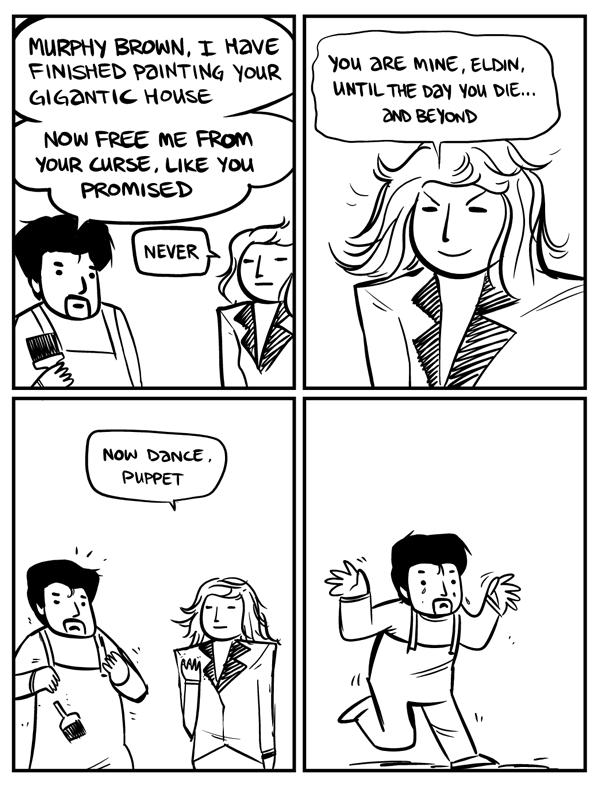 MURPHY BROWN, I HAVE
FINISHED PAINTING YOUR
GIGANTIC HOUSE
NOW FREE ME FROM
YOUR CURSE, LIKE YOU
PROMISED
NEVER
YOU ARE MINE, ELDIN,
UNTIL THE DAY YOU DIE...
AND BEYOND
NOW DANCE,
PUPPET